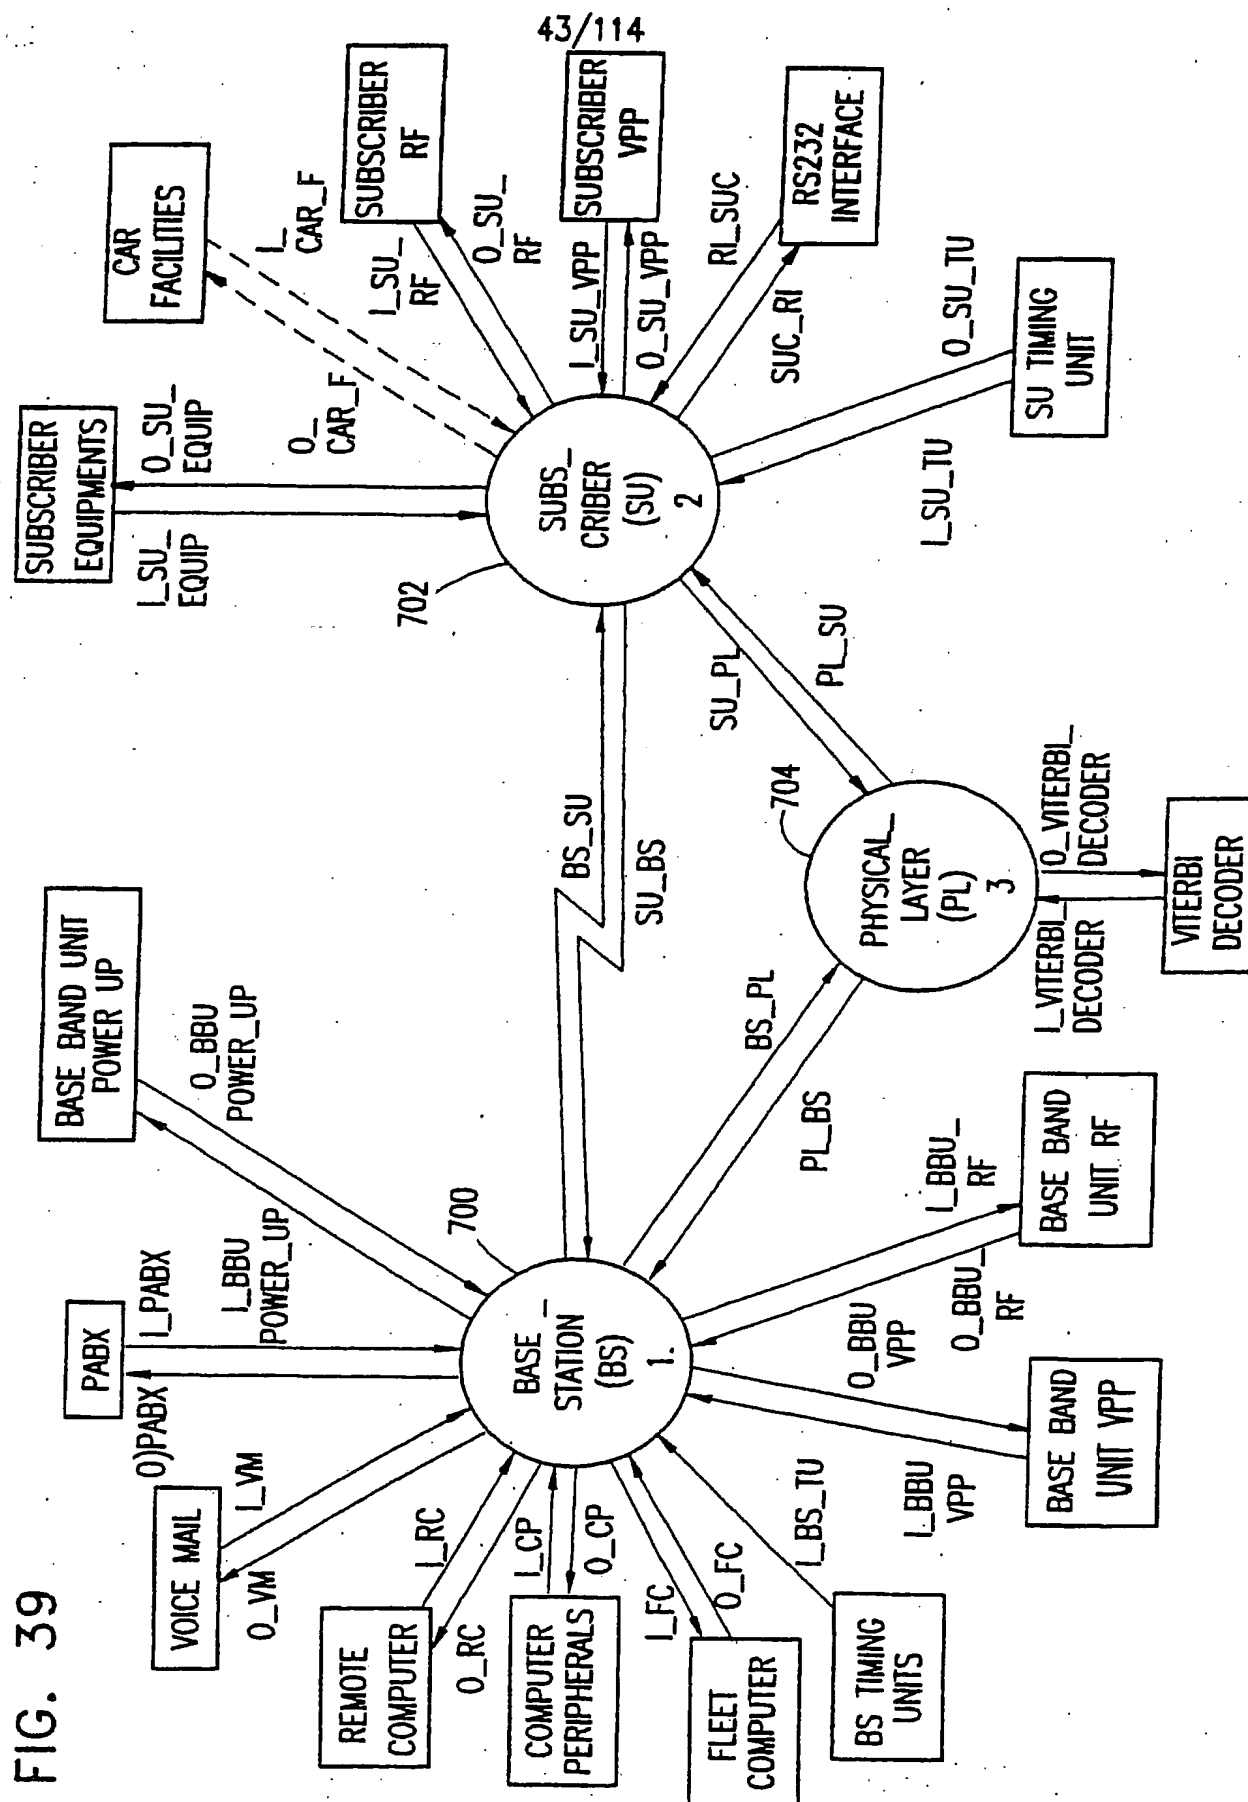 43/114
FIG. 39
VOICE MAIL
O_VM
I_VM
PABX
O)PABX
I_PABX
BASE BAND UNIT
POWER UP
I_BBU
POWER_UP
O_BBU
POWER_UP
REMOTE
COMPUTER
I_RC
O_RC
COMPUTER
PERIPHERALS
I_CP
O_CP
FLEET
COMPUTER
I_FC
O_FC
BS TIMING
UNITS
I_BS_TU
BASE BAND
UNIT VPP
I_BBU
VPP
O_BBU
VPP
BASE BAND
UNIT RF
O_BBU_
RF
I_BBU_
RF
700
BASE_
STATION
(BS)
1.
BS_SU
SU_BS
PL_BS
BS_PL
704
PHYSICAL_
LAYER
(PL)
3
I_VITERBI_
DECODER
O_VITERBI_
DECODER
VITERBI
DECODER
SU_PL
PL_SU
702
SUBS_
CRIBER
(SU)
2
SUBSCRIBER
EQUIPMENTS
I_SU_
EQUIP
O_SU_
EQUIP
CAR
FACILITIES
O_
CAR_F
I_
CAR_F
SUBSCRIBER
RF
I_SU_
RF
O_SU_
RF
SUBSCRIBER
VPP
I_SU_VPP
O_SU_VPP
RS232
INTERFACE
RI_SUC
SUC_RI
SU TIMING
UNIT
I_SU_TU
O_SU_TU